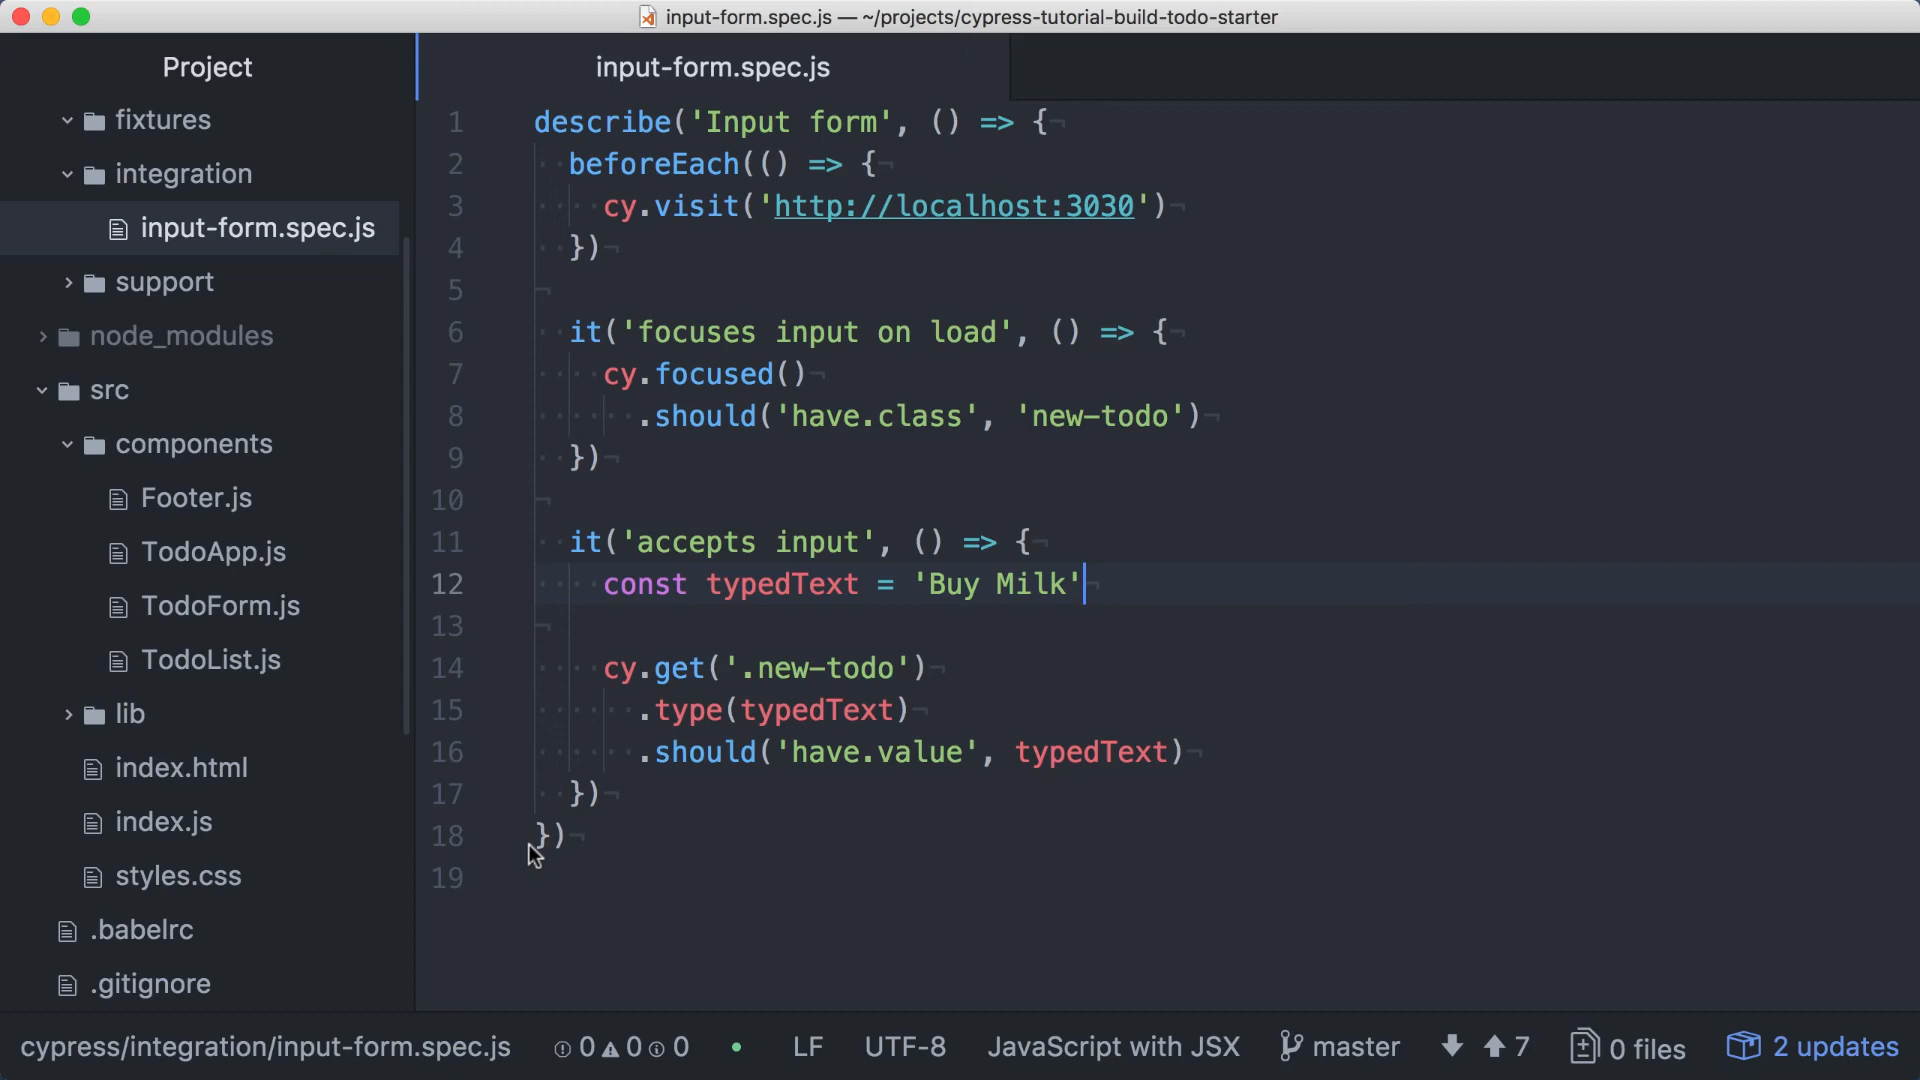 input-form.spec.js — ~/projects/cypress-tutorial-build-todo-starter
Project
fixtures
integration
input-form.spec.js
support
node_modules
src
components
Footer.js
TodoApp.js
TodoForm.js
TodoList.js
lib
index.html
index.js
styles.css
.babelrc
.gitignore
input-form.spec.js
1 describe('Input form', () => {
2 beforeEach(() => {
3 cy.visit('http://localhost:3030')
4 })
5
6 it('focuses input on load', () => {
7 cy.focused()
8 .should('have.class', 'new-todo')
9 })
10
11 it('accepts input', () => {
12 const typedText = 'Buy Milk'
13
14 cy.get('.new-todo')
15 .type(typedText)
16 .should('have.value', typedText)
17 })
18 })
19
cypress/integration/input-form.spec.js 0 0 0 LF UTF-8 JavaScript with JSX master 7 0 files 2 updates